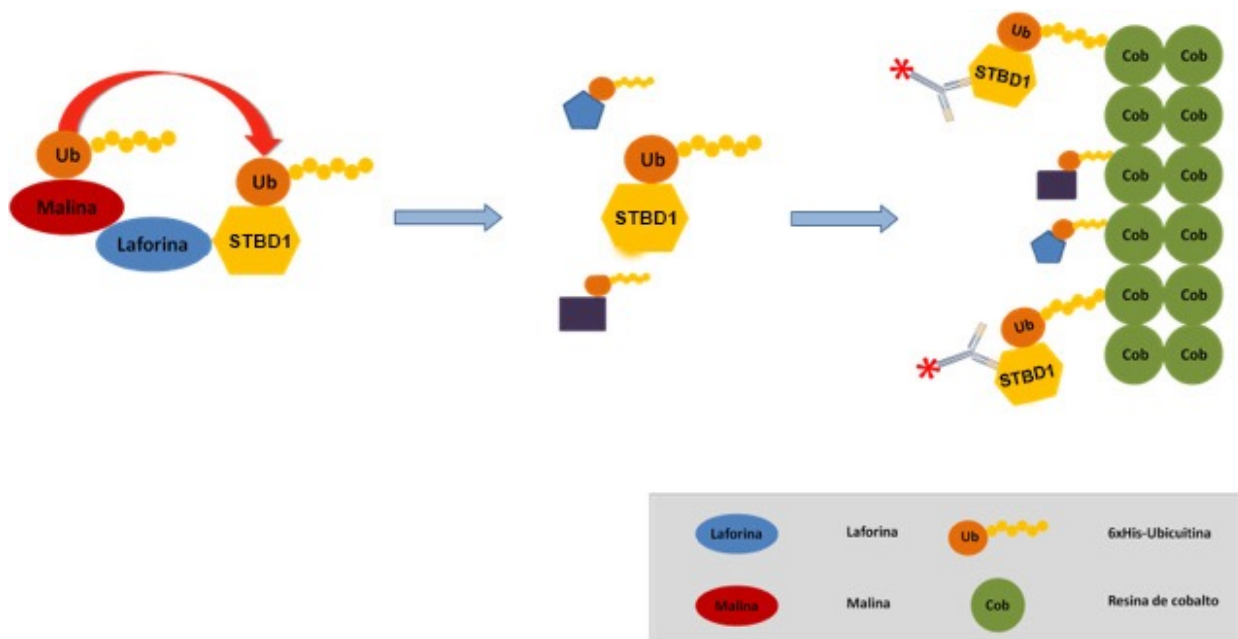 Ub
Malina
Laforina
Ub
STBD1
Ub
STBD1
Ub
STBD1
Ub
STBD1
Cob Cob
Cob Cob
Cob Cob
Cob Cob
Cob Cob
Cob Cob
Laforina Laforina Ub 6xHis-Ubicuitina
Malina Malina Cob Resina de cobalto